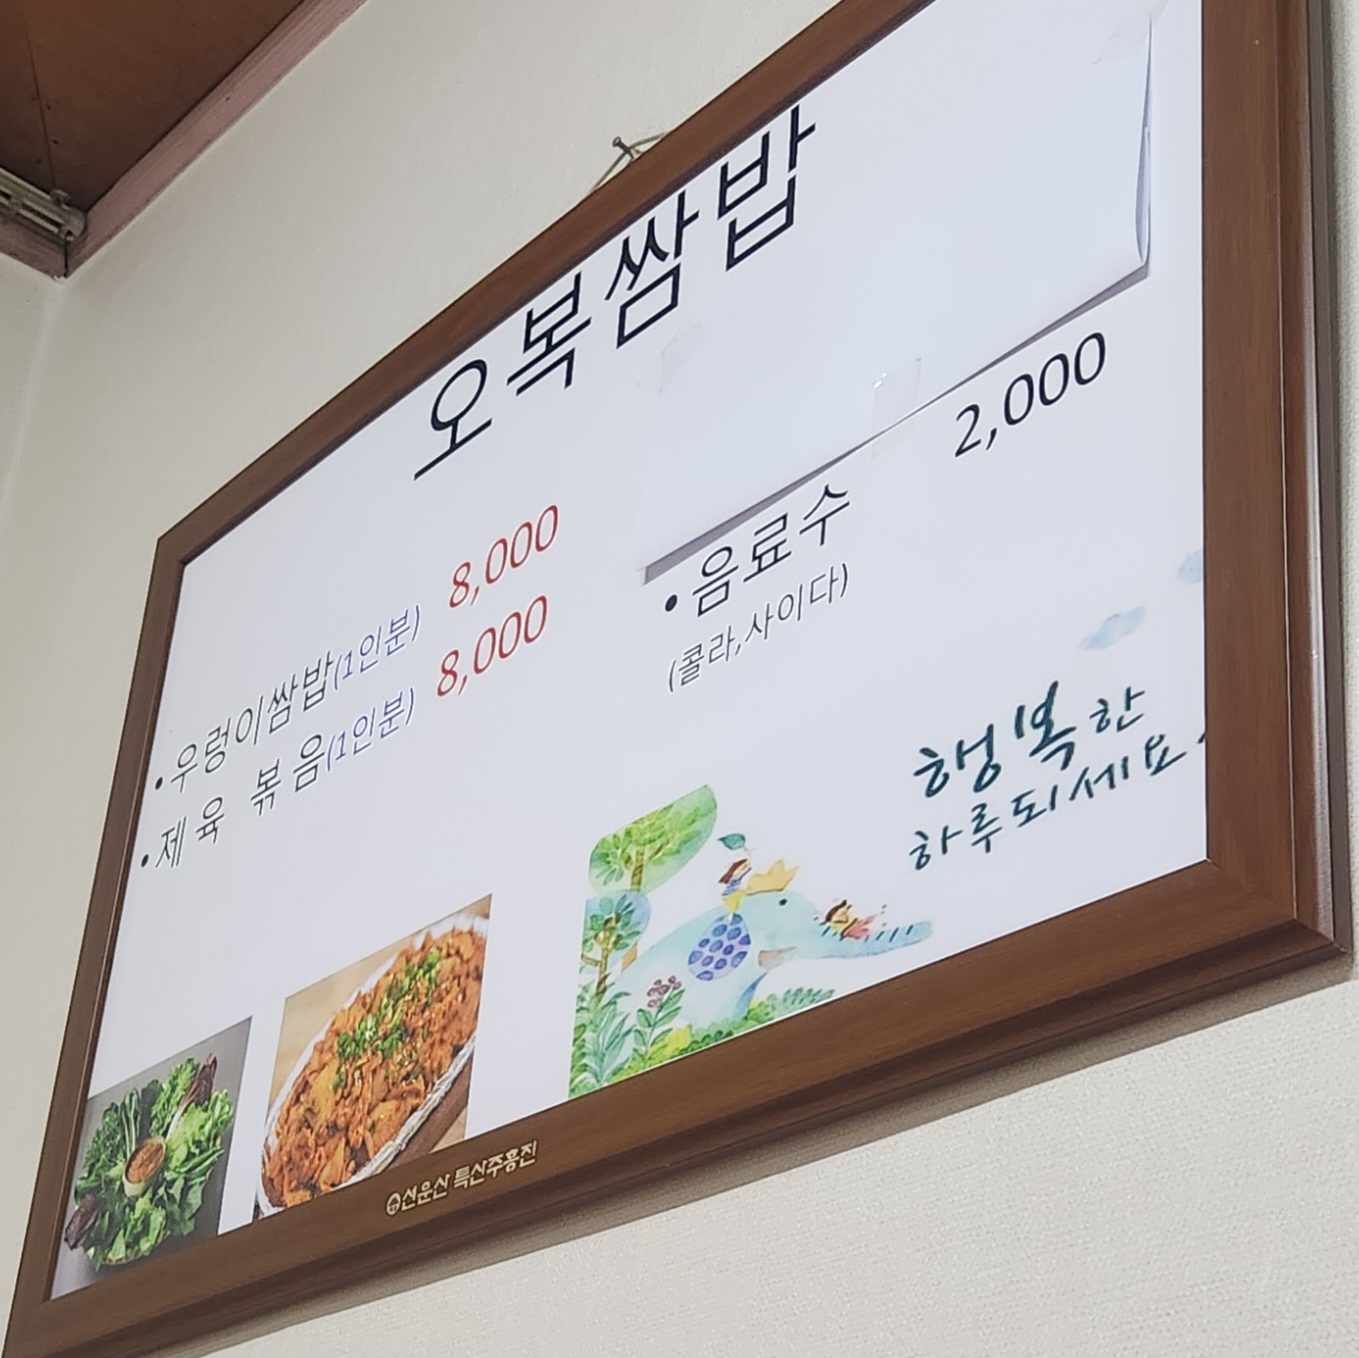 오복쌈밥
•우렁이쌈밥(1인분) 8,000
•제육 볶음(1인분) 8,000
•음료수 2,000
(콜라,사이다)
행복한
하루되세요
선운산 특산주흥진